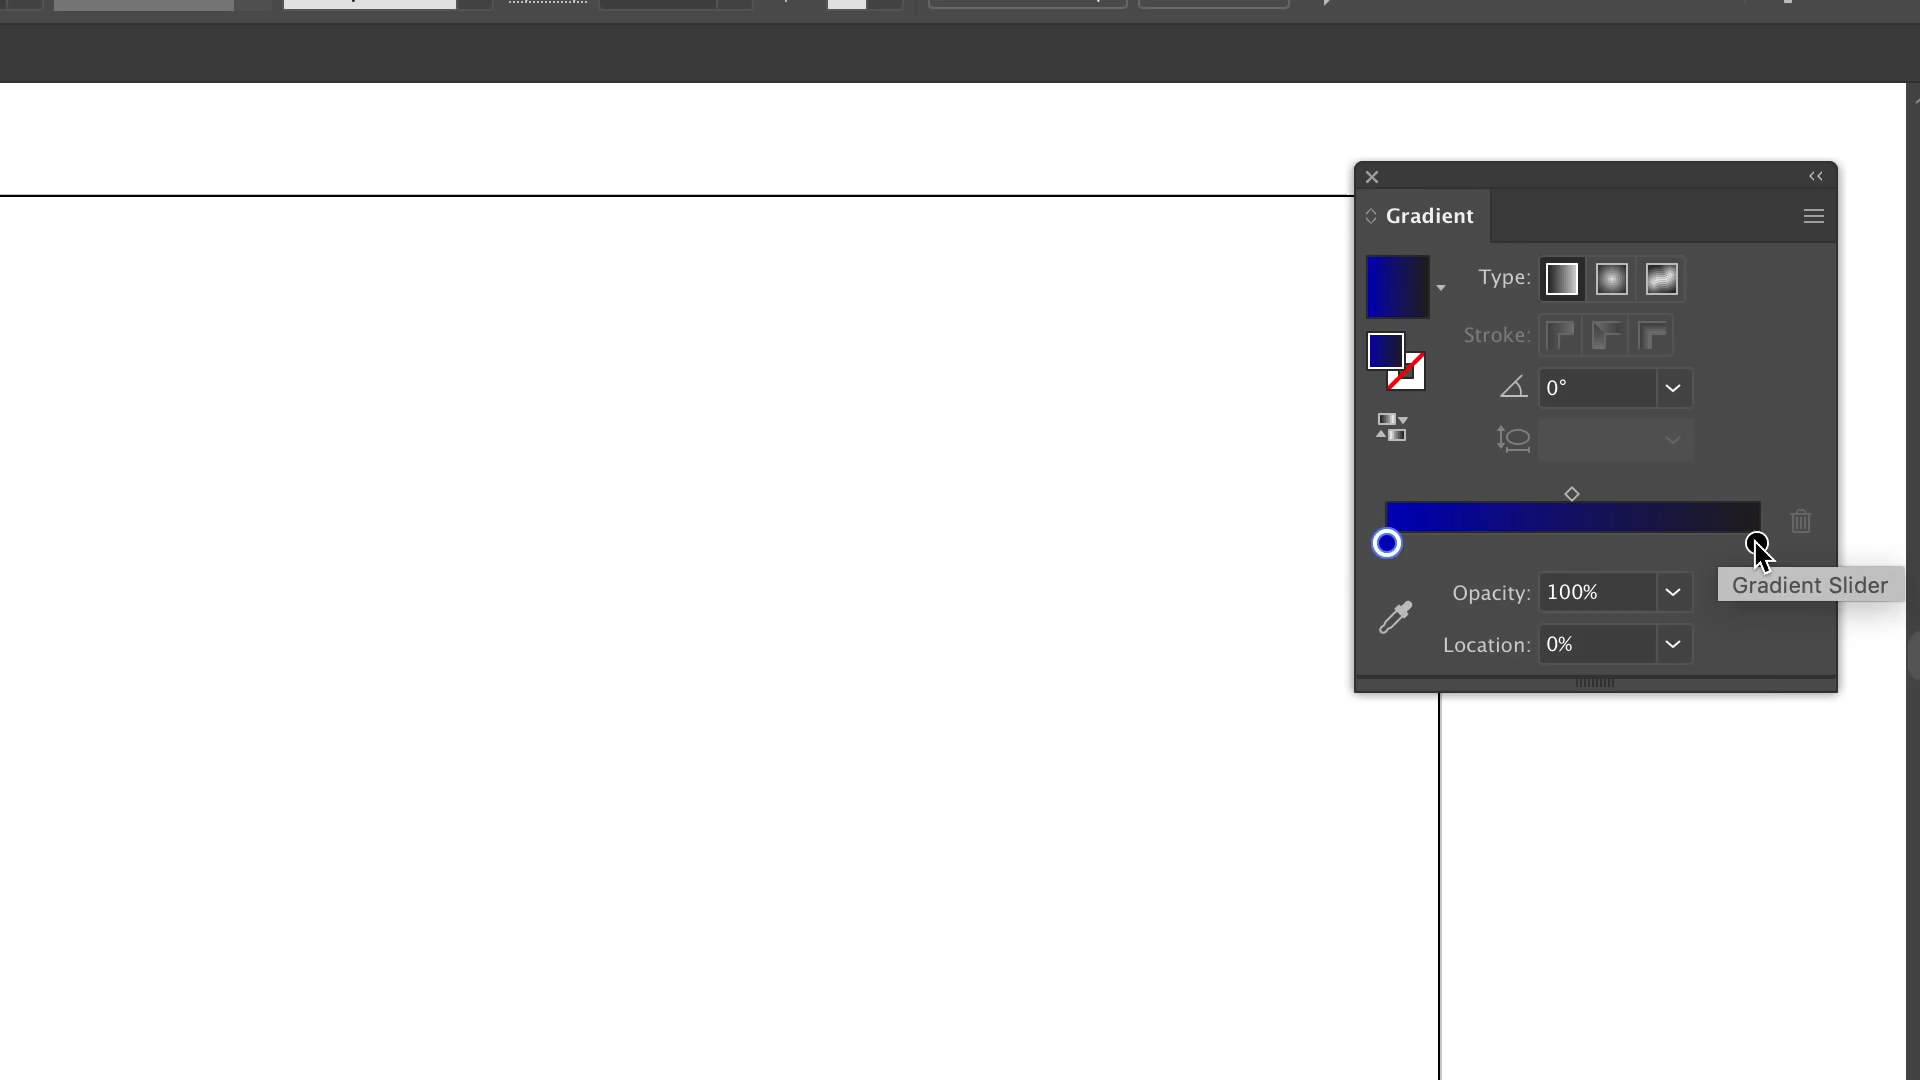 Gradient
Type:
Stroke:
0°
Opacity: 100%
Gradient Slider
Location: 0%